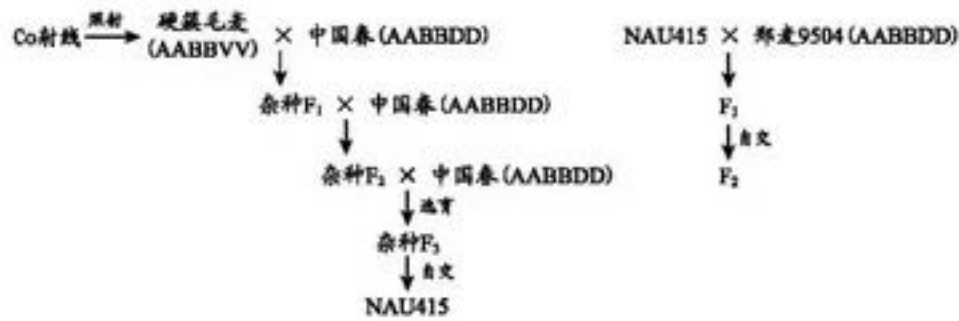 Co射线 照射 硬簇毛麦 (AABBVV) × 中国春(AABBDD)
杂种F₁ × 中国春(AABBDD)
杂种F₂ × 中国春(AABBDD)
选育
杂种F₃
自交
NAU415
NAU415 × 郑麦9504(AABBDD)
F₁
自交
F₂